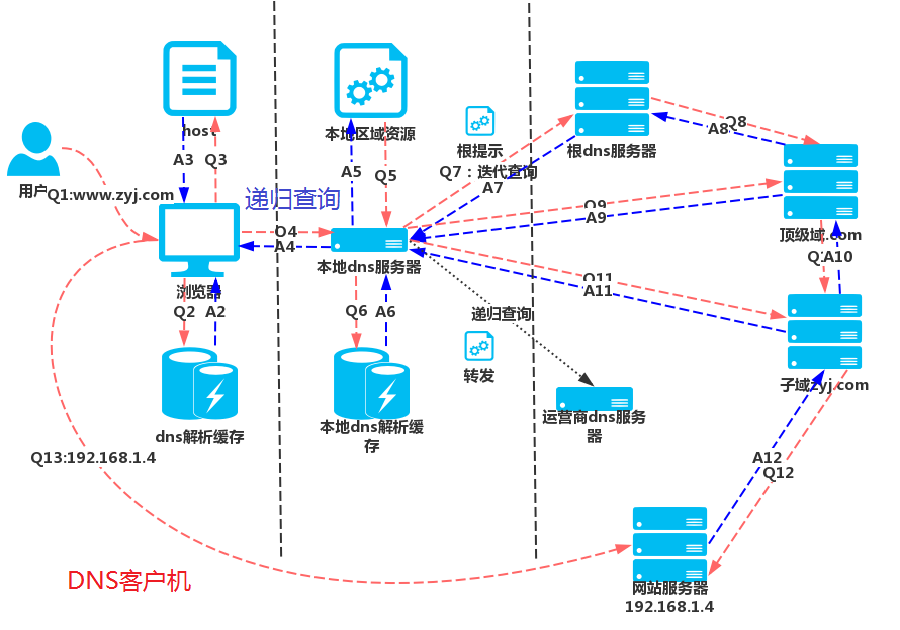 host
本地区域资源
根提示
根dns服务器
Q8
A8
A3
Q3
A5
Q5
Q7：迭代查询
A7
用户
Q1:www.zyj.com
递归查询
Q9
A9
Q4
A4
顶级域.com
本地dns服务器
A10
浏览器
Q11
A11
Q2
A2
Q6
A6
递归查询
转发
子域zyj.com
dns解析缓存
本地dns解析缓
存
运营商dns服务
器
Q13:192.168.1.4
A12
Q12
DNS客户机
网站服务器
192.168.1.4